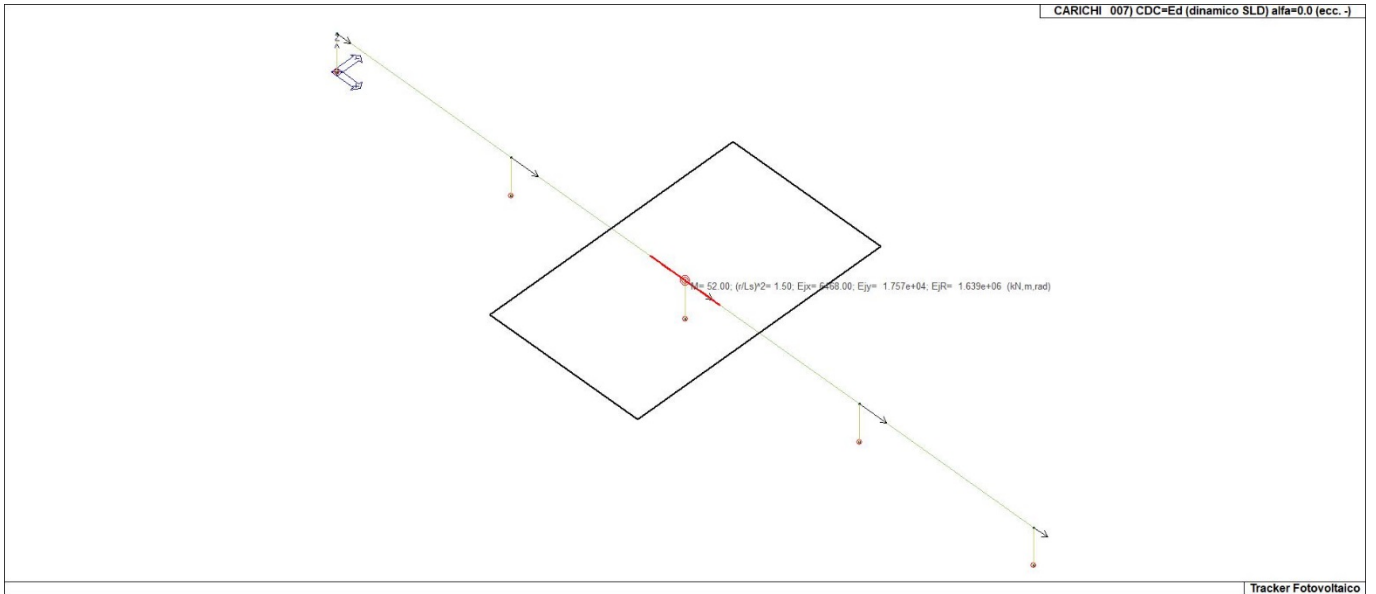 CARICHI 007) CDC=Ed (dinamico SLD) alfa=0.0 (ecc. -)
Z
M= 52.00; (r/Ls)^2= 1.50; Ejx= 6468.00; Ejy= 1.757e+04; EjR= 1.639e+06 (kN,m,rad)
Tracker Fotovoltaico